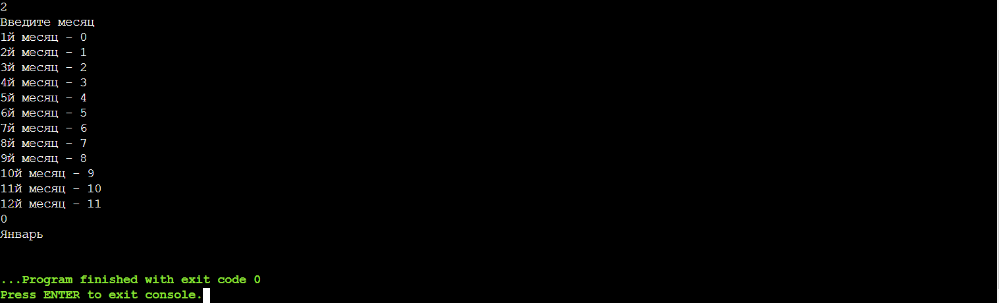 2
Введите месяц
1й месяц - 0
2й месяц - 1
3й месяц - 2
4й месяц - 3
5й месяц - 4
6й месяц - 5
7й месяц - 6
8й месяц - 7
9й месяц - 8
10й месяц - 9
11й месяц - 10
12й месяц - 11
0
Январь
...Program finished with exit code 0
Press ENTER to exit console.